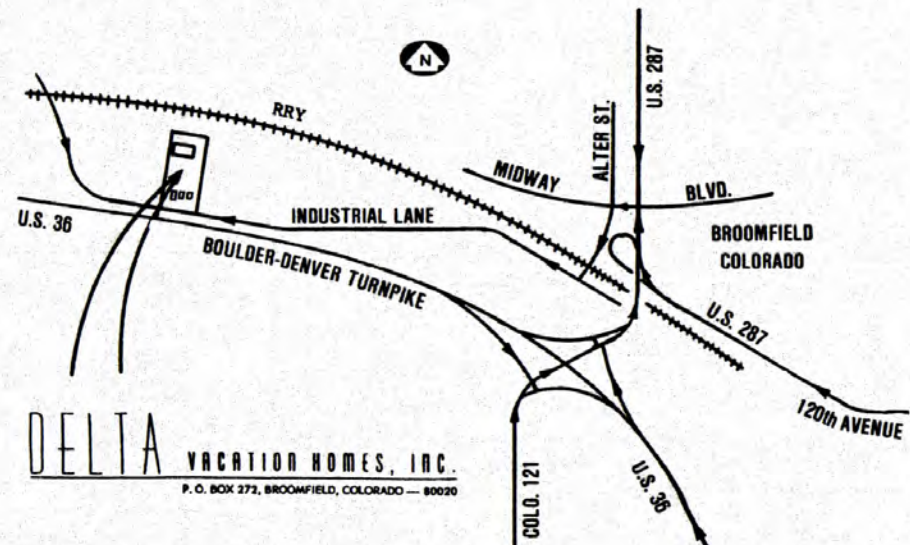 N
U.S. 287
RRY
ALTER ST.
MIDWAY
BLVD.
INDUSTRIAL LANE
U.S. 36
BROOMFIELD
COLORADO
BOULDER-DENVER TURNPIKE
U.S. 287
120th AVENUE
DELTA VACATION HOMES, INC.
P. O. BOX 272, BROOMFIELD, COLORADO — 80020
COLO. 121
U.S. 36